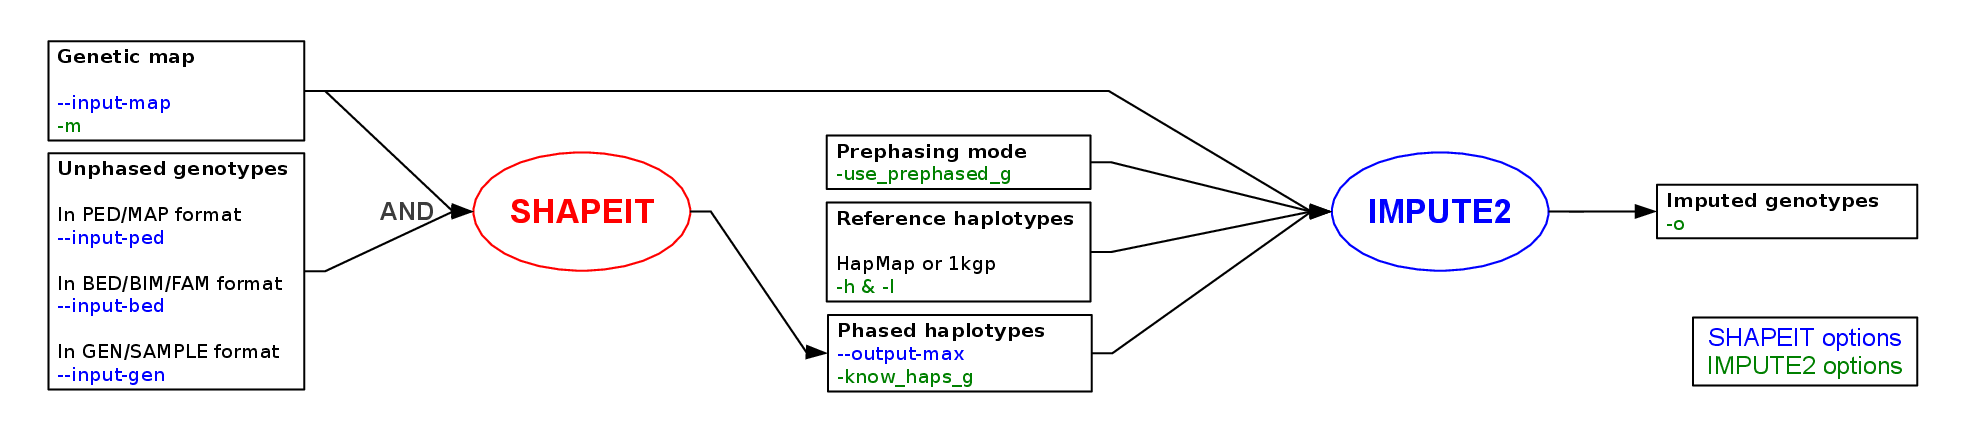 Genetic map
--input-map
-m
Unphased genotypes
In PED/MAP format
--input-ped
In BED/BIM/FAM format
--input-bed
In GEN/SAMPLE format
--input-gen
AND
SHAPEIT
Prephasing mode
-use_prephased_g
Reference haplotypes
HapMap or 1kgp
-h & -l
Phased haplotypes
--output-max
-know_haps_g
IMPUTE2
Imputed genotypes
-o
SHAPEIT options
IMPUTE2 options